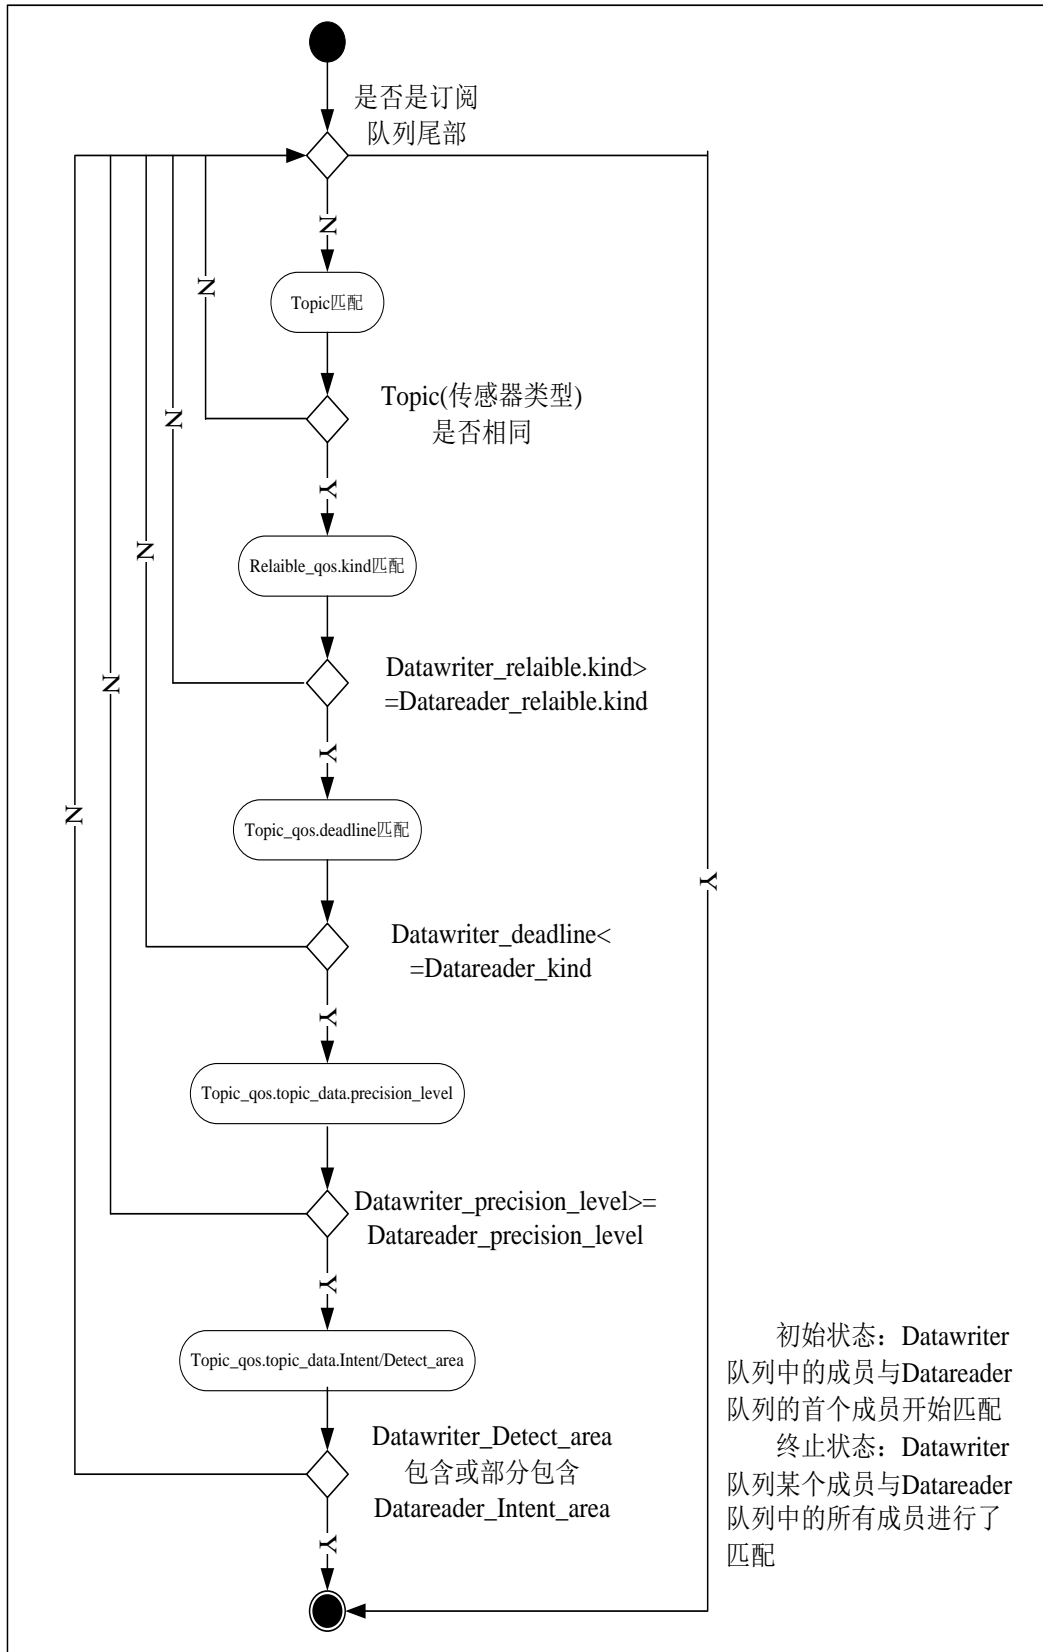 是否是订阅
队列尾部
N
N
Topic匹配
Topic(传感器类型)
是否相同
N
Y
N
Relaible_qos.kind匹配
Datawriter_relaible.kind>
=Datareader_relaible.kind
N
Y
N
Topic_qos.deadline匹配
Y
Datawriter_deadline<
=Datareader_kind
Y
Topic_qos.topic_data.precision_level
Datawriter_precision_level>=
Datareader_precision_level
Y
Topic_qos.topic_data.Intent/Detect_area
Datawriter_Detect_area
包含或部分包含
Datareader_Intent_area
Y
初始状态：Datawriter
队列中的成员与Datareader
队列的首个成员开始匹配
终止状态：Datawriter
队列某个成员与Datareader
队列中的所有成员进行了
匹配